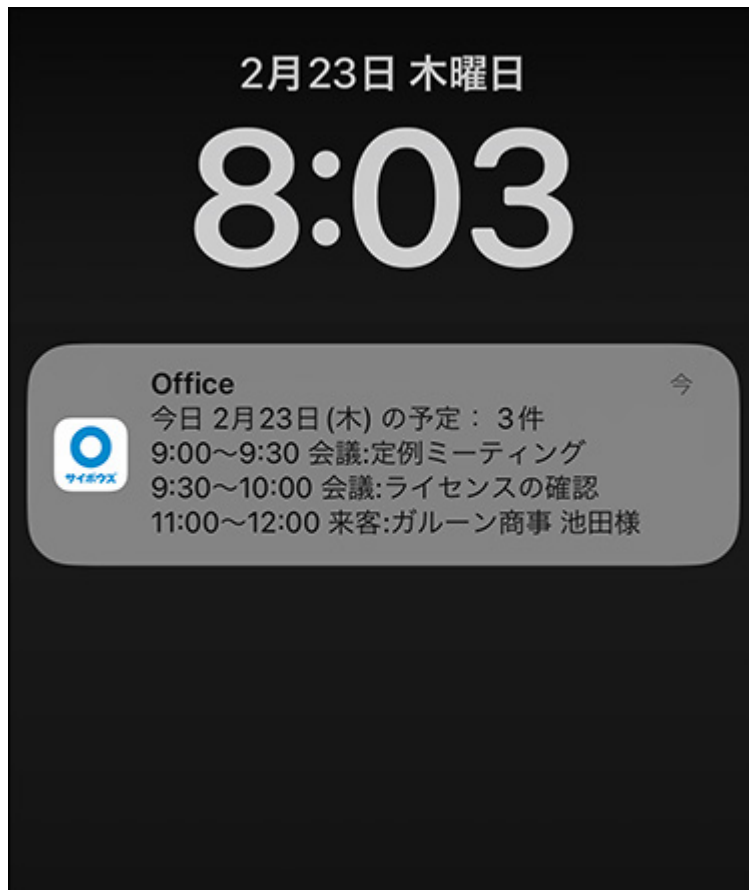 2月23日 木曜日
8:03
Office
今
今日 2月23日(木) の予定： 3件
9:00〜9:30 会議:定例ミーティング
9:30〜10:00 会議:ライセンスの確認
11:00〜12:00 来客:ガルーン商事 池田様
サイボウズ